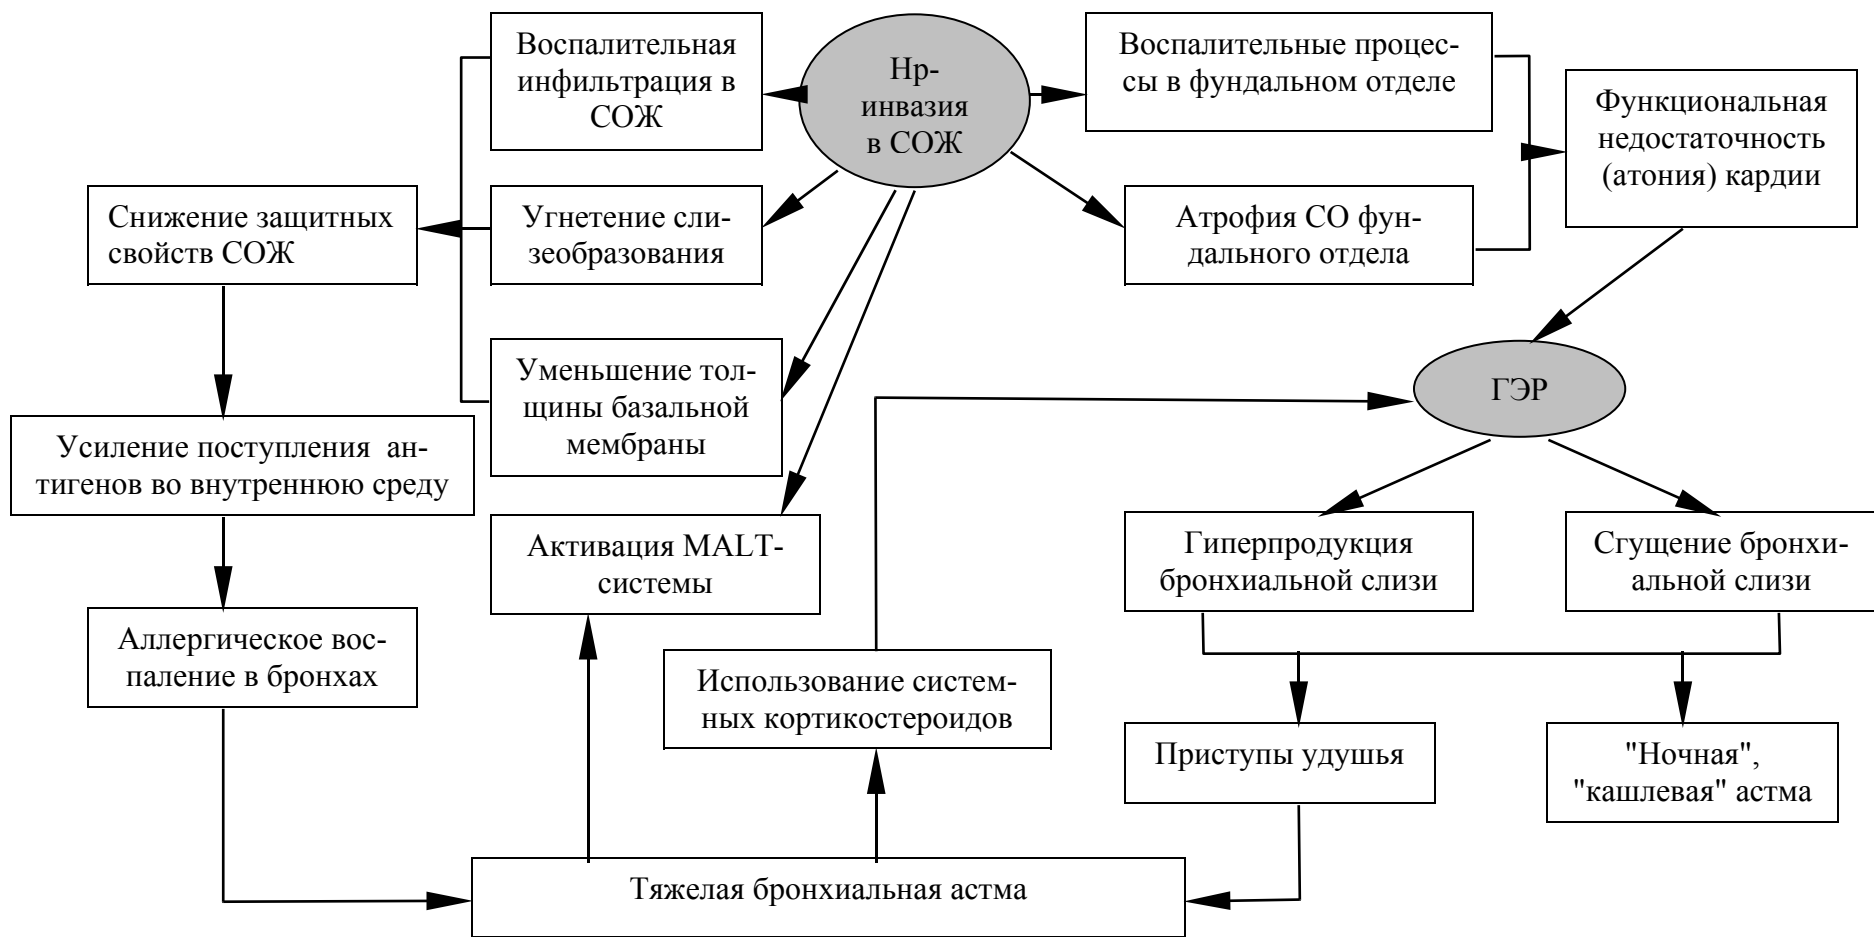 Воспалительная
инфильтрация в
СОЖ
Нр-
инвазия
в СОЖ
Воспалительные процес-
сы в фундальном отделе
Функциональная
недостаточность
(атония) кардии
Снижение защитных
свойств СОЖ
Угнетение сли-
зеобразования
Атрофия СО фун-
дального отдела
Уменьшение тол-
щины базальной
мембраны
ГЭР
Усиление поступления ан-
тигенов во внутреннюю среду
Активация MALT-
системы
Гиперпродукция
бронхиальной слизи
Сгущение бронхи-
альной слизи
Аллергическое вос-
паление в бронхах
Использование систем-
ных кортикостероидов
Приступы удушья
"Ночная",
"кашлевая" астма
Тяжелая бронхиальная астма